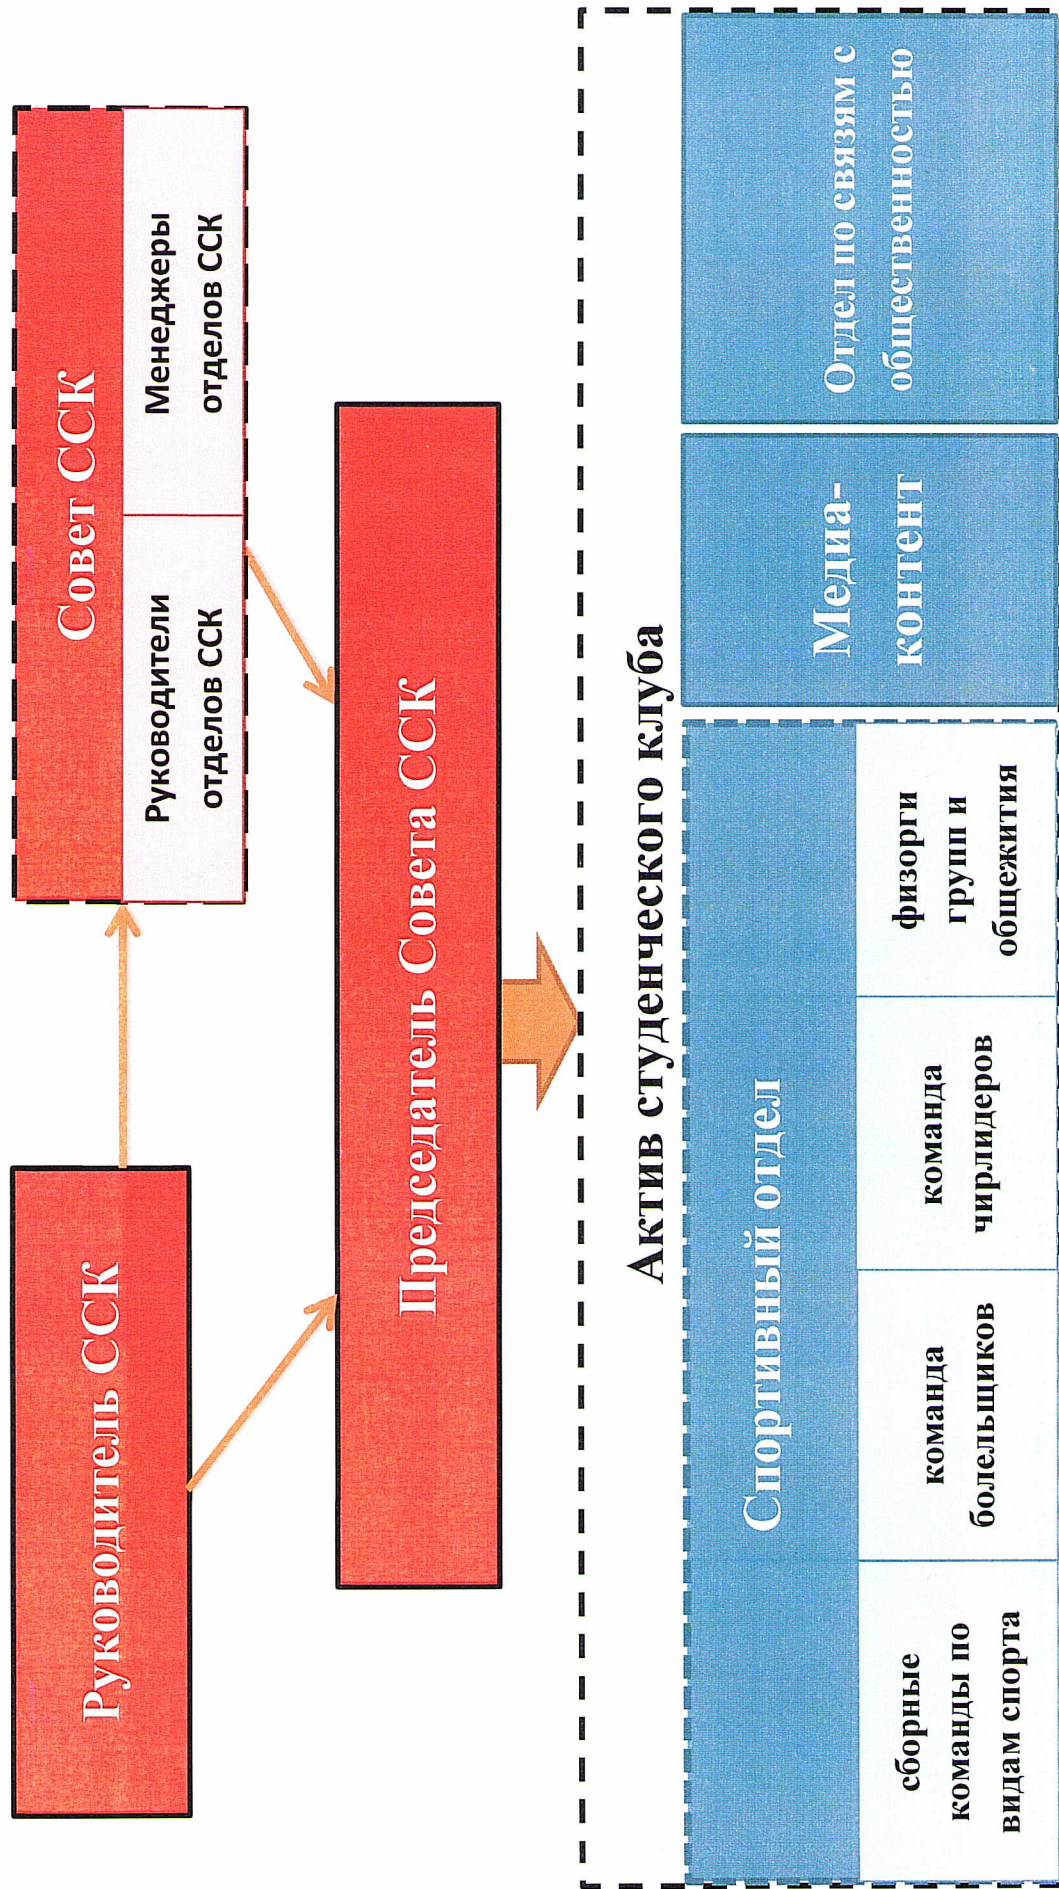 Руководитель ССК
Совет ССК
Руководители
отделов ССК
Менеджеры
отделов ССК
Председатель Совета ССК
Актив студенческого клуба
Спортивный отдел
сборные
команды по
видам спорта
команда
болельщиков
команда
чирлидеров
физорги
групп и
общежития
Медиа-
контент
Отдел по связям с
общественностью